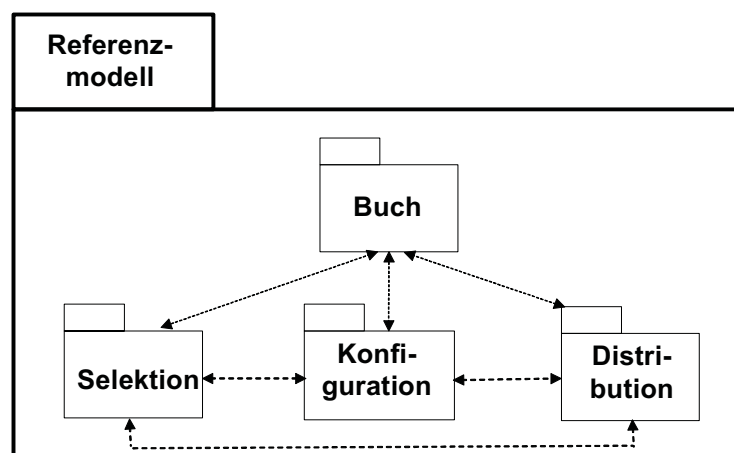 Referenz-
modell
Buch
Selektion
Konfi-
guration
Distri-
bution